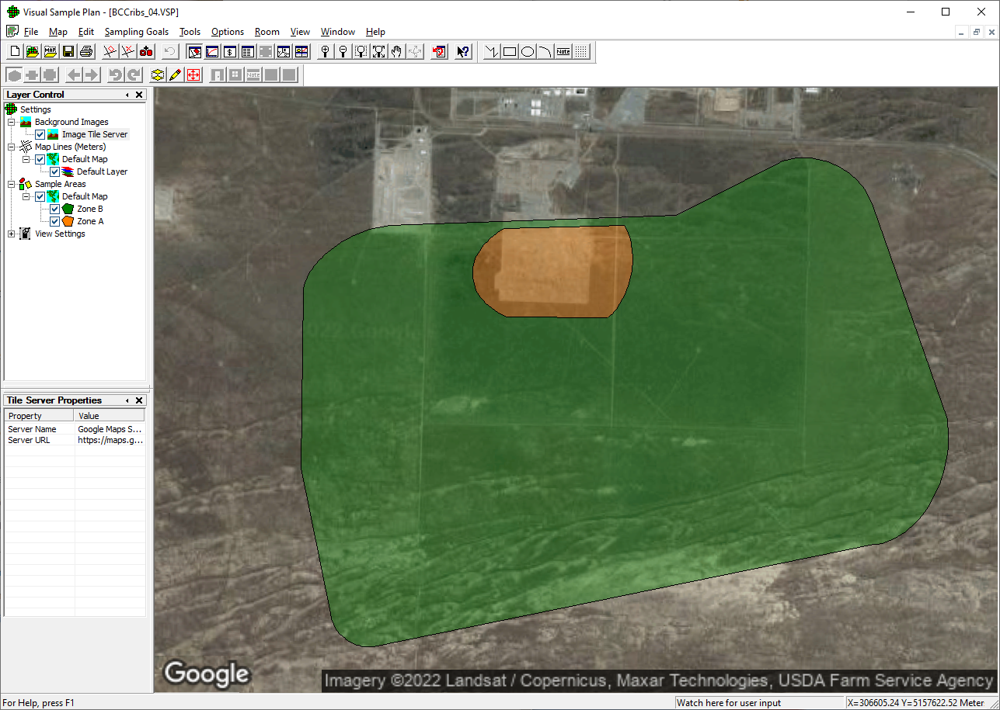 Visual Sample Plan - [BCCribs_04.VSP]
File Map Edit Sampling Goals Tools Options Room View Window Help
MAP Note
Note
Layer Control
Settings
Background Images
Image Tile Server
Map Lines (Meters)
Default Map
Default Layer
Sample Areas
Default Map
Zone B
Zone A
View Settings
Tile Server Properties
Property Value
Server Name Google Maps S...
Server URL https://maps.g...
Google
Imagery ©2022 Landsat / Copernicus, Maxar Technologies, USDA Farm Service Agency
For Help, press F1 Watch here for user input X=306605.24 Y=5157622.52 Meter